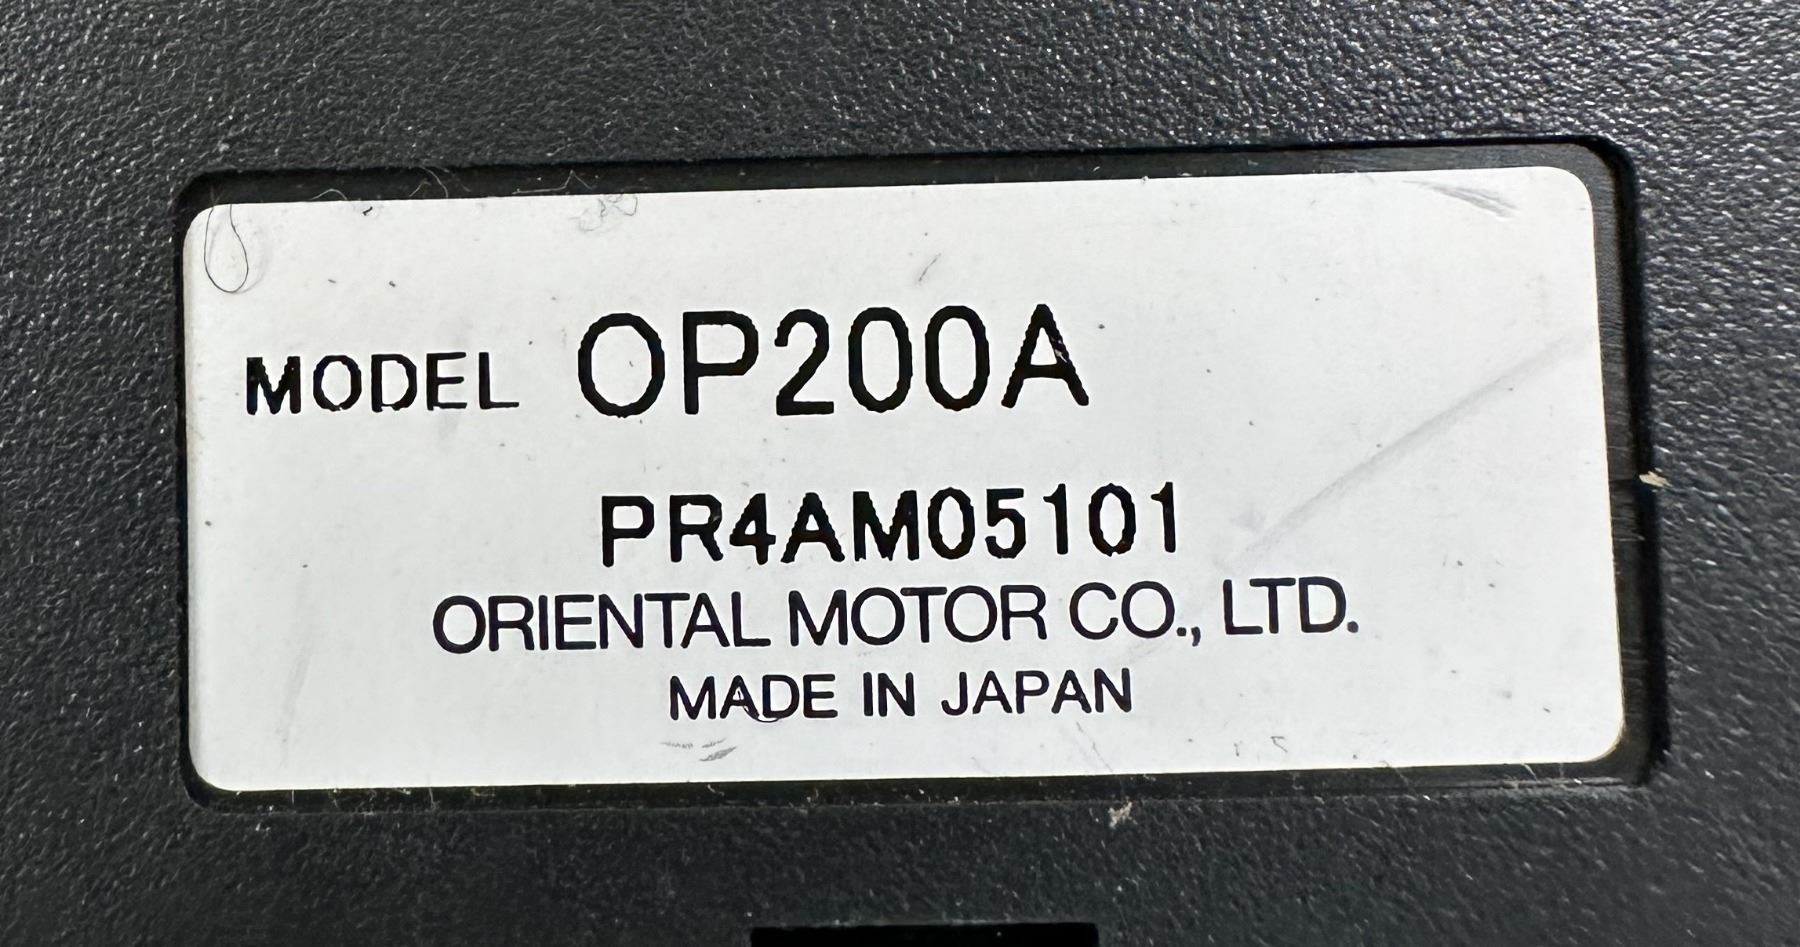 MODEL OP200A
PR4AM05101
ORIENTAL MOTOR CO., LTD.
MADE IN JAPAN